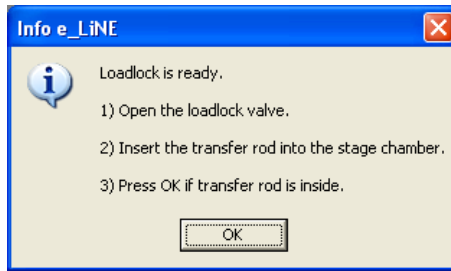 Info e_LiNE
Loadlock is ready.
1) Open the loadlock valve.
2) Insert the transfer rod into the stage chamber.
3) Press OK if transfer rod is inside.
OK